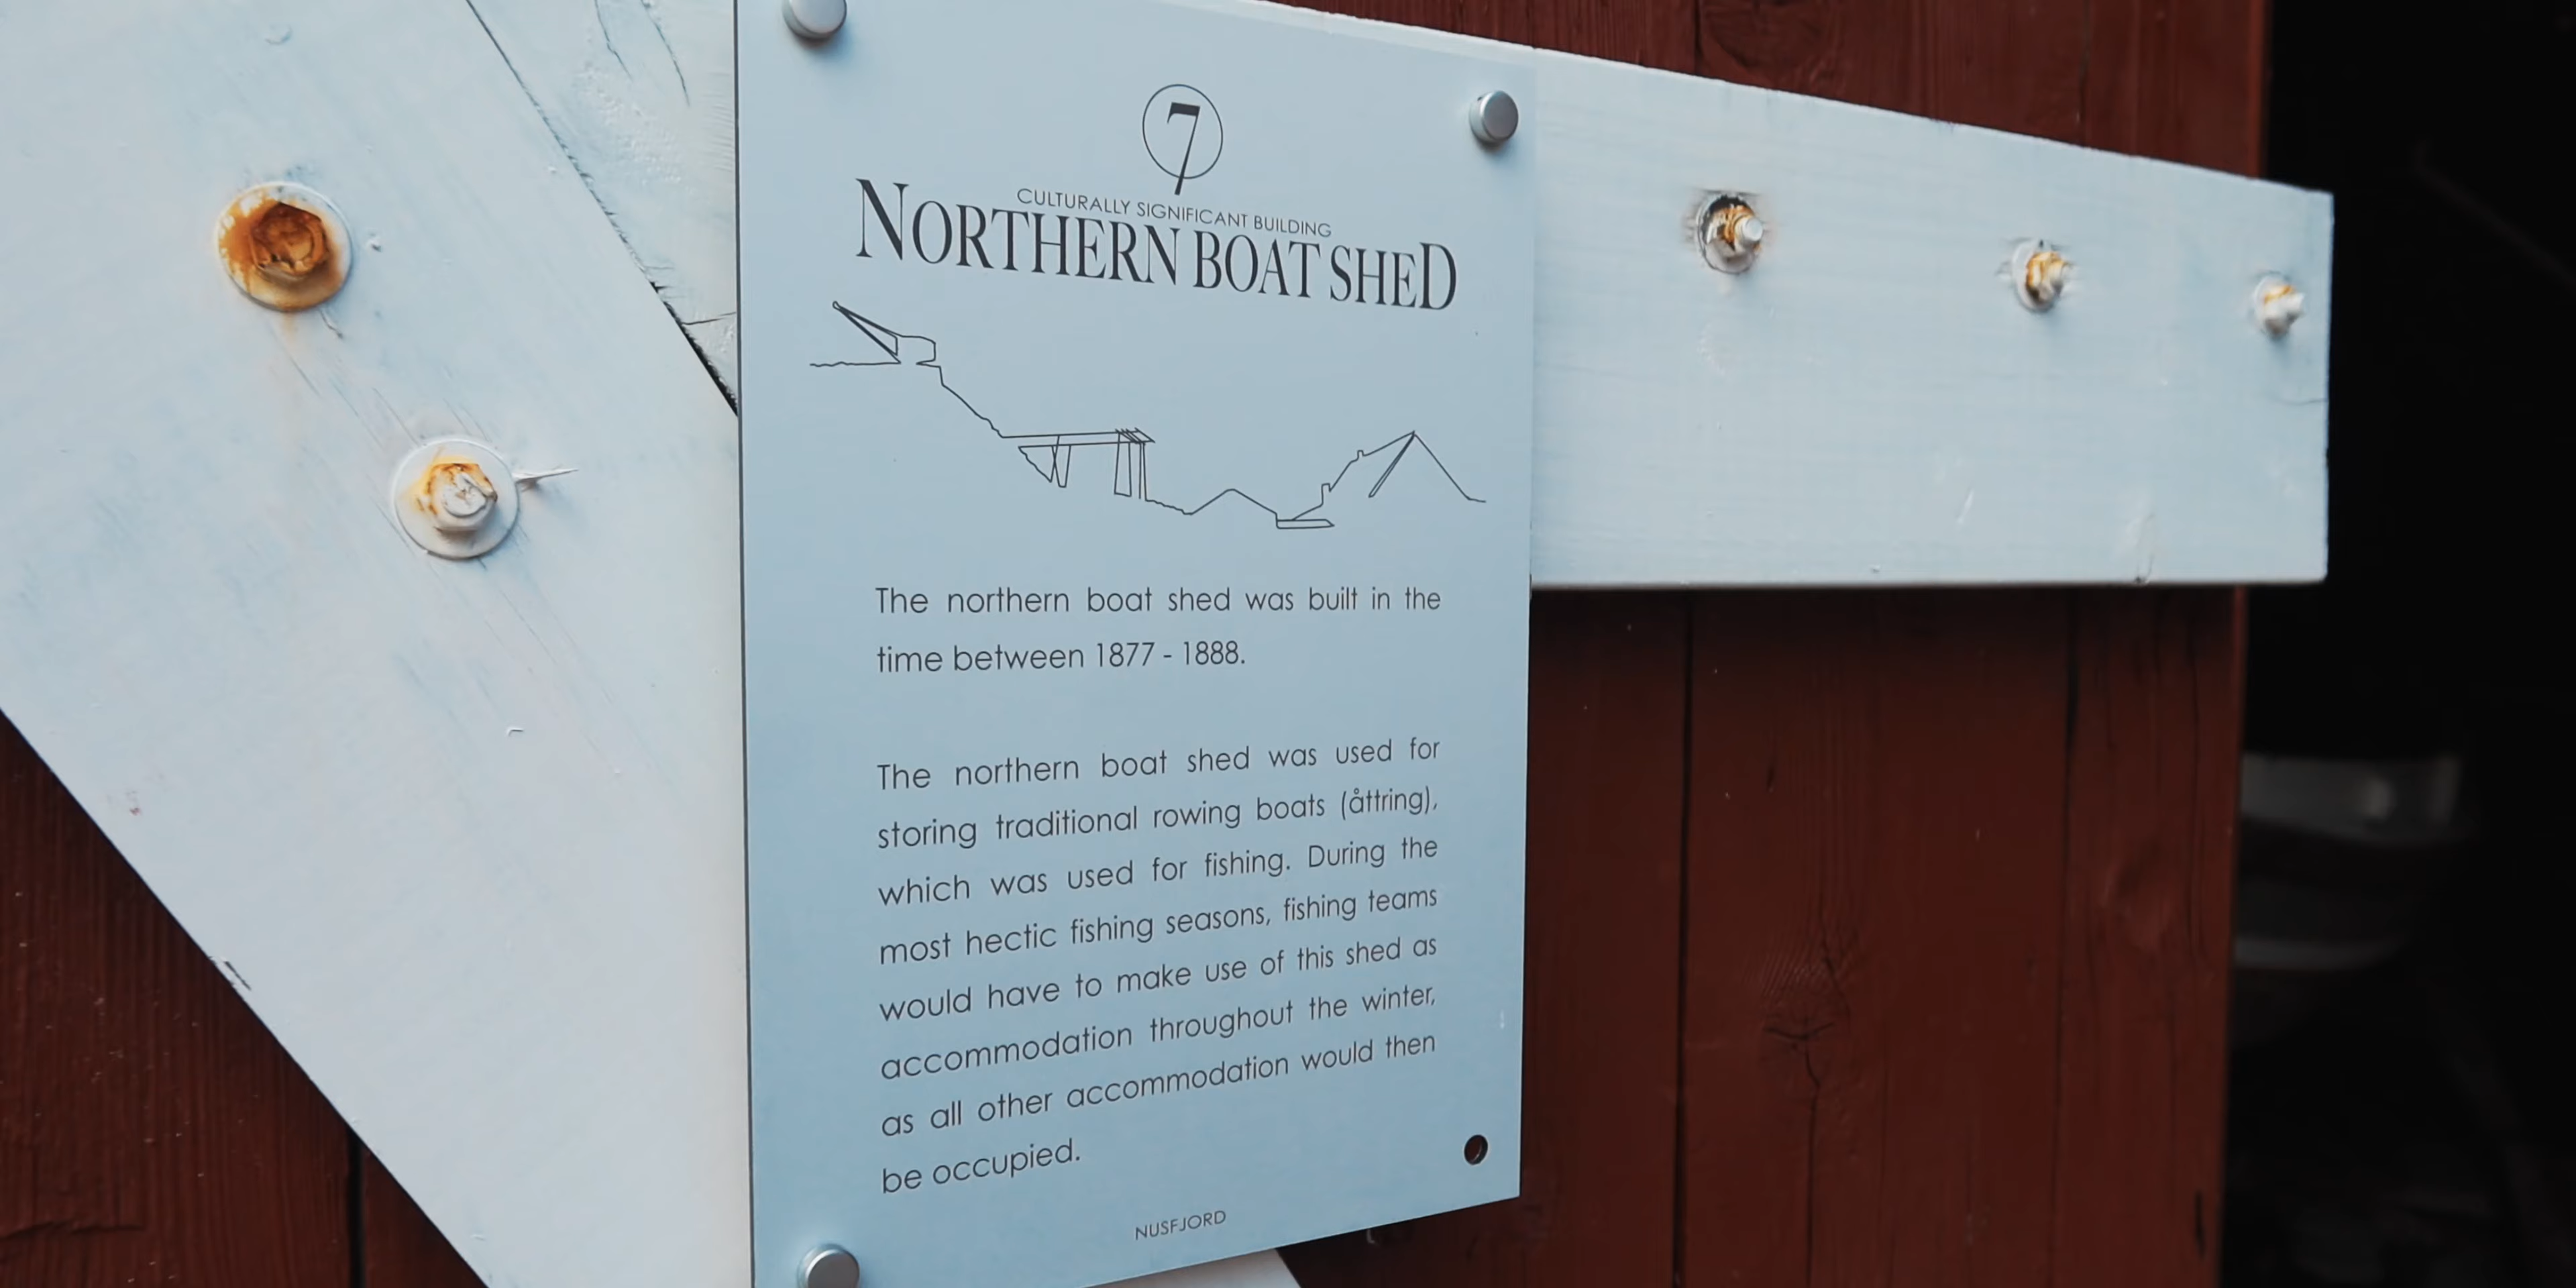 7
CULTURALLY SIGNIFICANT BUILDING
NORTHERN BOAT SHED
The northern boat shed was built in the
time between 1877 - 1888.
The northern boat shed was used for
storing traditional rowing boats (åttring),
which was used for fishing. During the
most hectic fishing seasons, fishing teams
would have to make use of this shed as
accommodation throughout the winter,
as all other accommodation would then
be occupied.
NUSFJORD